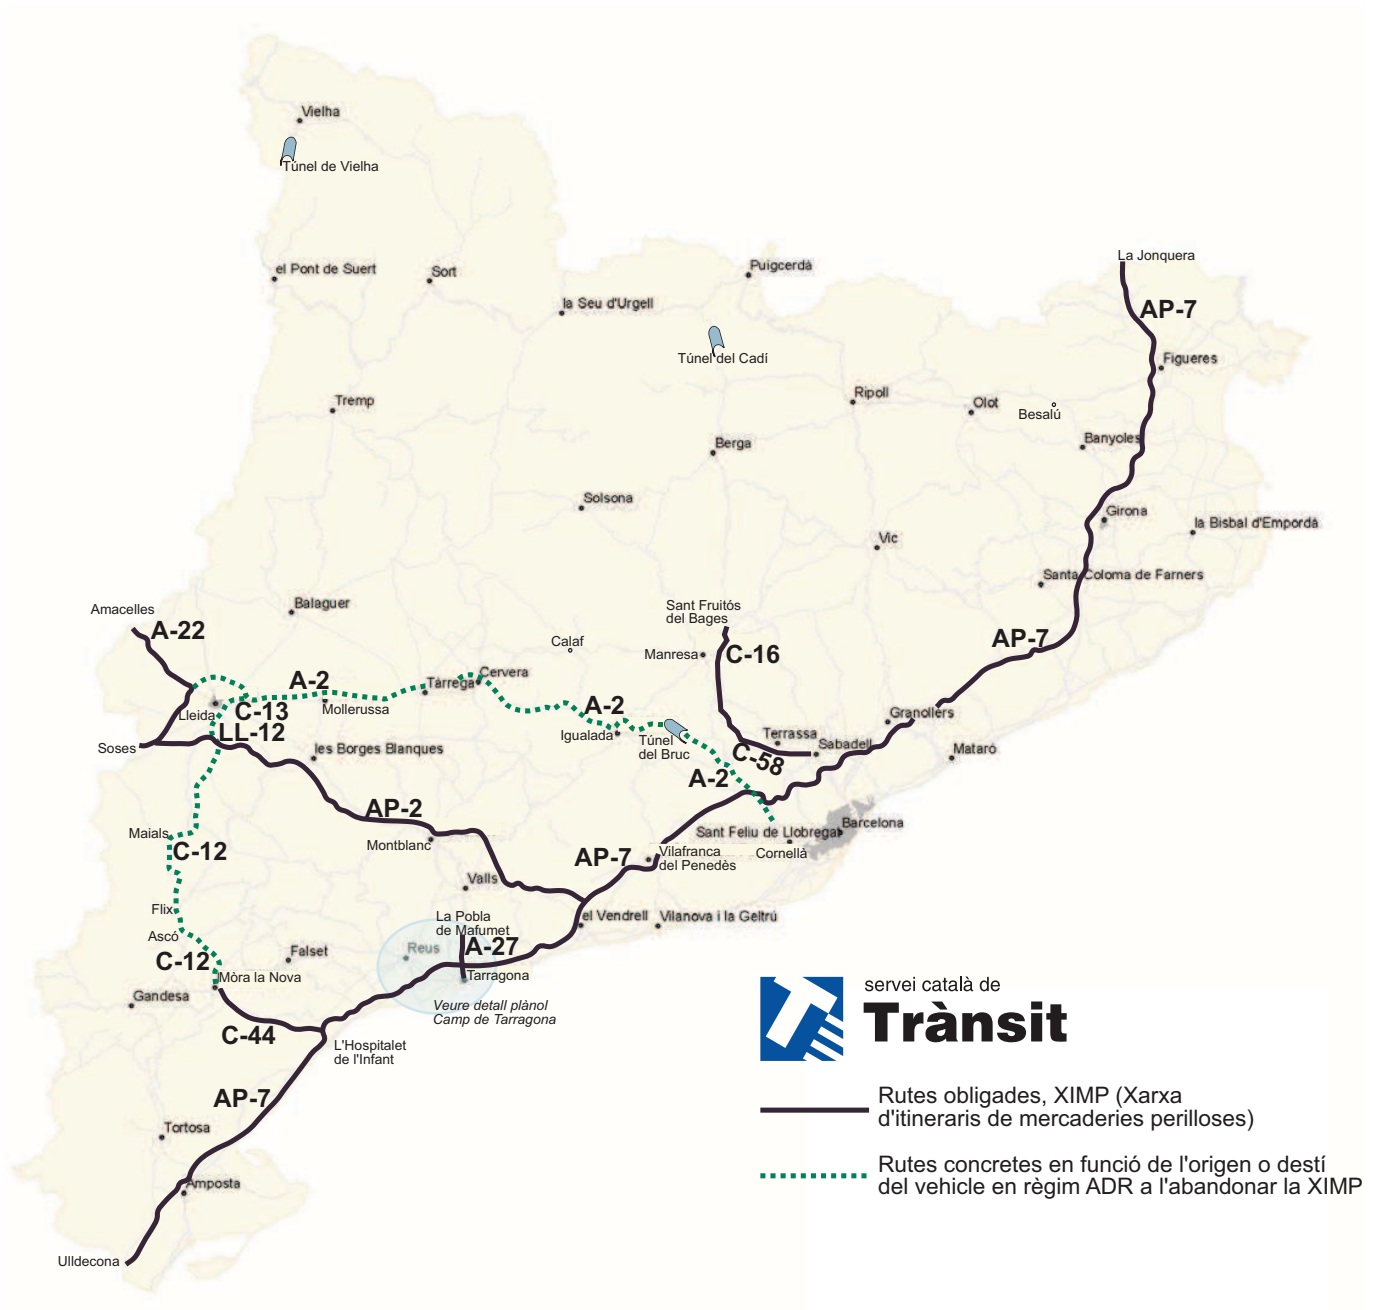 Vielha
Túnel de Vielha
el Pont de Suert
Sort
la Seu d'Urgell
Puigcerdà
La Jonquera
AP-7
Túnel del Cadí
Figueres
Tremp
Ripoll
Olot
Besalú
Banyoles
Berga
Solsona
Girona
la Bisbal d'Empordà
Vic
Santa Coloma de Farners
Amacelles
A-22
Balaguer
Sant Fruitós
del Bages
Calaf
Manresa
C-16
AP-7
Cervera
Tàrrega
A-2
Mollerussa
Lleida
C-13
LL-12
A-2
Igualada
Túnel
del Bruc
Granollers
Terrassa
Sabadell
Mataró
Soses
les Borges Blanques
C-58
A-2
AP-2
Maials
C-12
Montblanc
Sant Feliu de Llobregat
Barcelona
Cornellà
AP-7
Vilafranca
del Penedès
Valls
Flix
Ascó
La Pobla
de Mafumet
A-27
el Vendrell
Vilanova i la Geltrú
Reus
Falset
C-12
Móra la Nova
Tarragona
Gandesa
Veure detall plànol
Camp de Tarragona
C-44
L'Hospitalet
de l'Infant
AP-7
Tortosa
Amposta
Ulldecona
servei català de
Trànsit
Rutes obligades, XIMP (Xarxa
d'itineraris de mercaderies perilloses)
Rutes concretes en funció de l'origen o destí
del vehicle en règim ADR a l'abandonar la XIMP